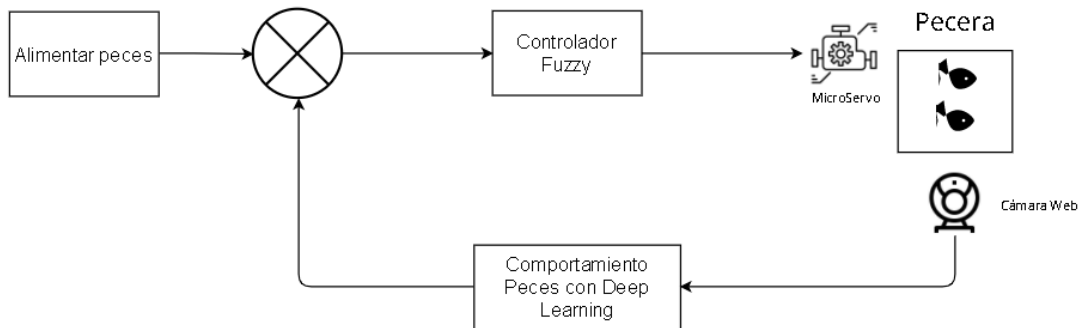 Alimentar peces
Controlador
Fuzzy
MicroServo
Pecera
Cámara Web
Comportamiento
Peces con Deep
Learning